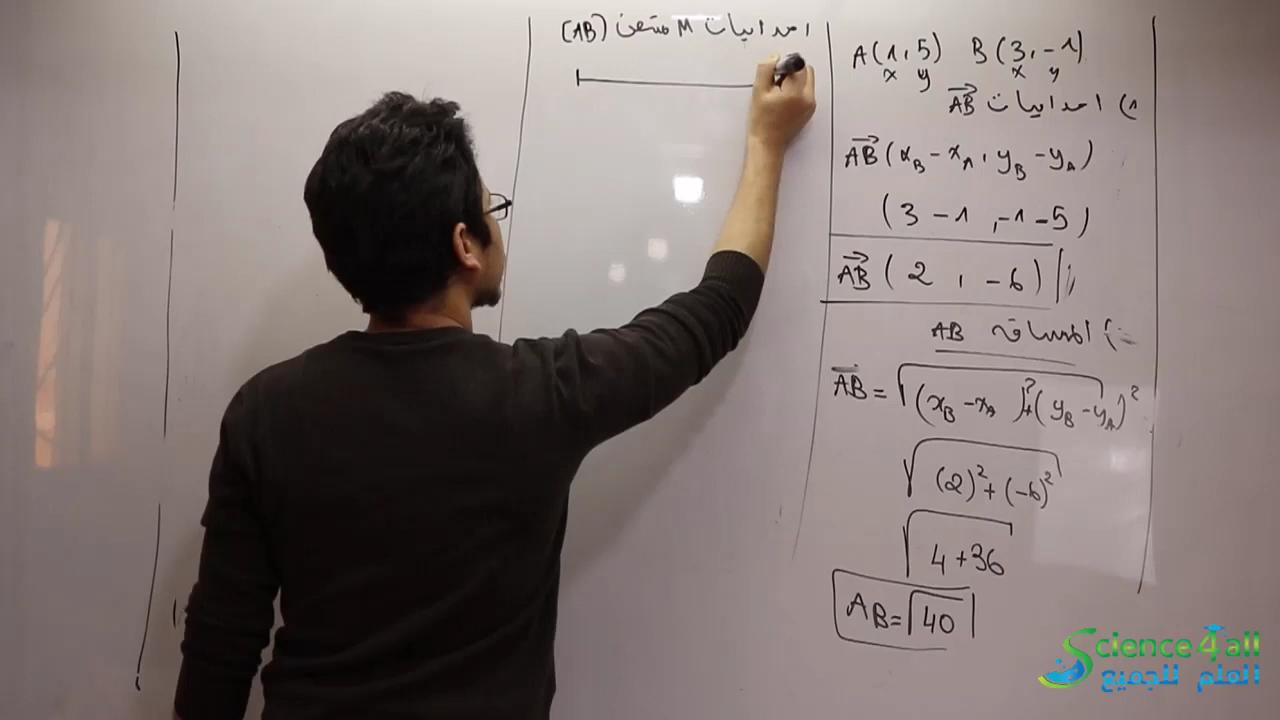 A(1,5) B(3,-1)
x y x y
1) احداثيات AB
AB(xB-xA, yB-yA)
(3-1, -1-5)
AB(2, -6)
2) المسافة AB
AB=√(xB-xA)²+(yB-yA)²
√(2)²+(-6)²
√4+36
AB=√40
احداثيات M منتصف [AB]
Science4all
العلم للجميع